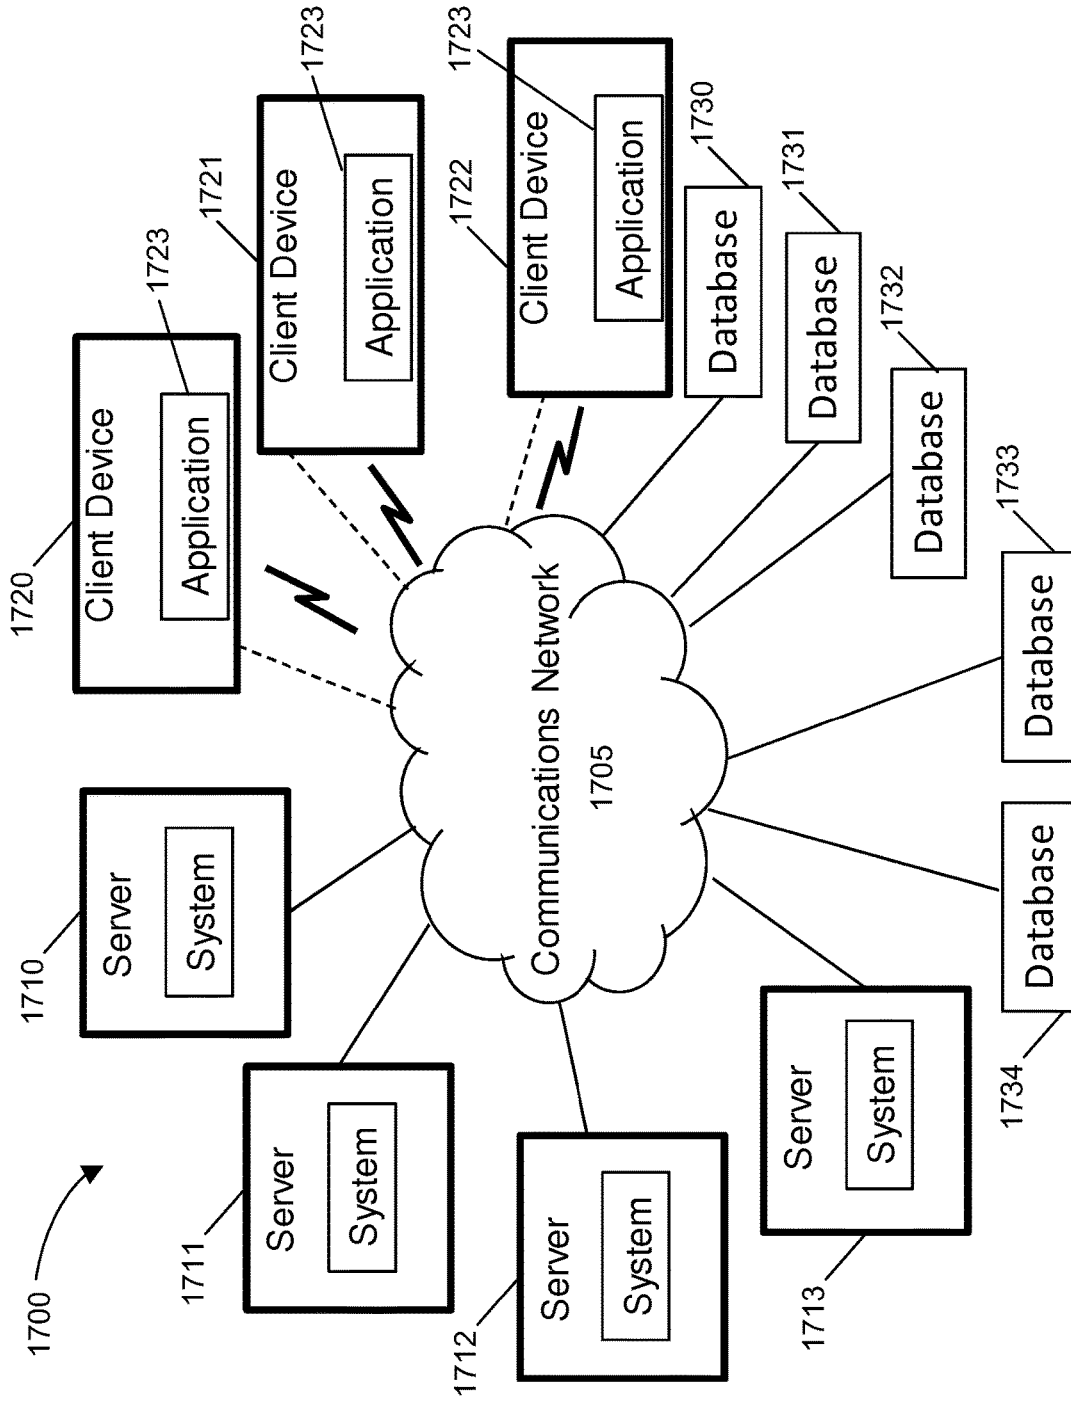 1700
1710
Server
System
1711
Server
System
1712
Server
System
1713
Server
System
1720
Client Device
Application
1723
1721
Client Device
Application
1723
1722
Client Device
Application
1723
Communications Network
1705
Database
1730
Database
1731
Database
1732
Database
1733
Database
1734